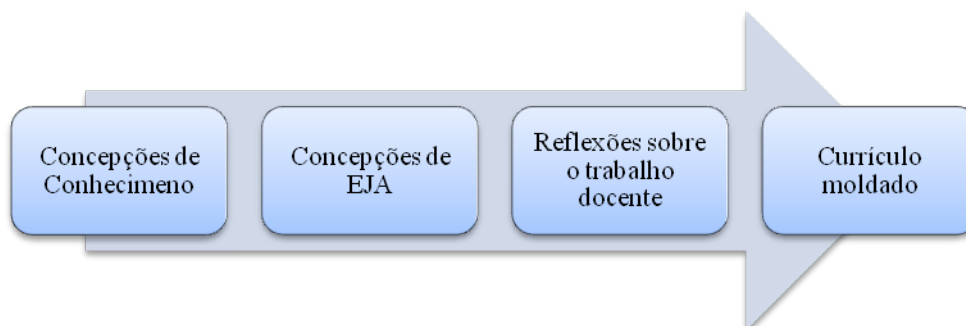 Concepções de
Conhecimeno
Concepções de
EJA
Reflexões sobre
o trabalho
docente
Currículo
moldado